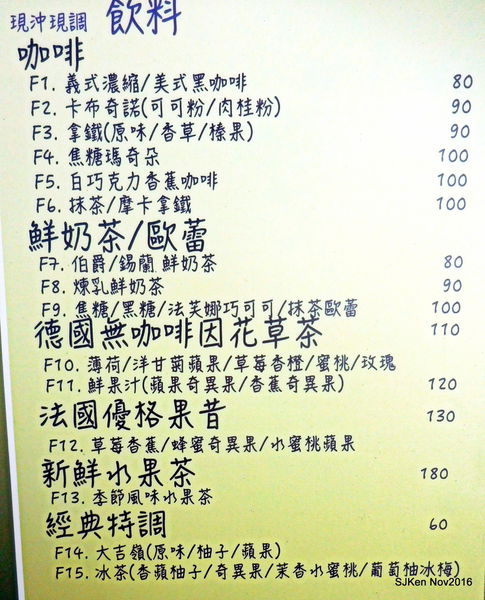 現沖現調 飲料
咖啡
F1. 義式濃縮/美式黑咖啡 80
F2. 卡布奇諾(可可粉/肉桂粉) 90
F3. 拿鐵(原味/香草/榛果) 90
F4. 焦糖瑪奇朵 100
F5. 白巧克力香蕉咖啡 100
F6. 抹茶/摩卡拿鐵 100
鮮奶茶/歐蕾
F7. 伯爵/錫蘭 鮮奶茶 80
F8. 煉乳鮮奶茶 90
F9. 焦糖/黑糖/法芙娜巧可可/抹茶歐蕾 100
德國無咖啡因花草茶 110
F10. 薄荷/洋甘菊蘋果/草莓香橙/蜜桃/玫瑰
F11. 鮮果汁(蘋果奇異果/香蕉奇異果) 120
法國優格果昔 130
F12. 草莓香蕉/蜂蜜奇異果/水蜜桃蘋果
新鮮水果茶 180
F13. 季節風味水果茶
經典特調 60
F14. 大吉嶺(原味/柚子/蘋果)
F15. 冰茶(香蘋柚子/奇異果/茉香水蜜桃/葡萄柚冰梅)
SJKen Nov2016